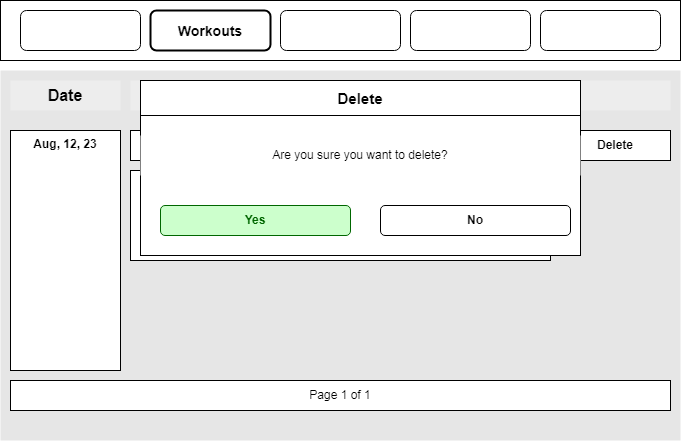 Workouts
Date
Delete
Aug, 12, 23
Are you sure you want to delete?
Delete
Yes
No
Page 1 of 1